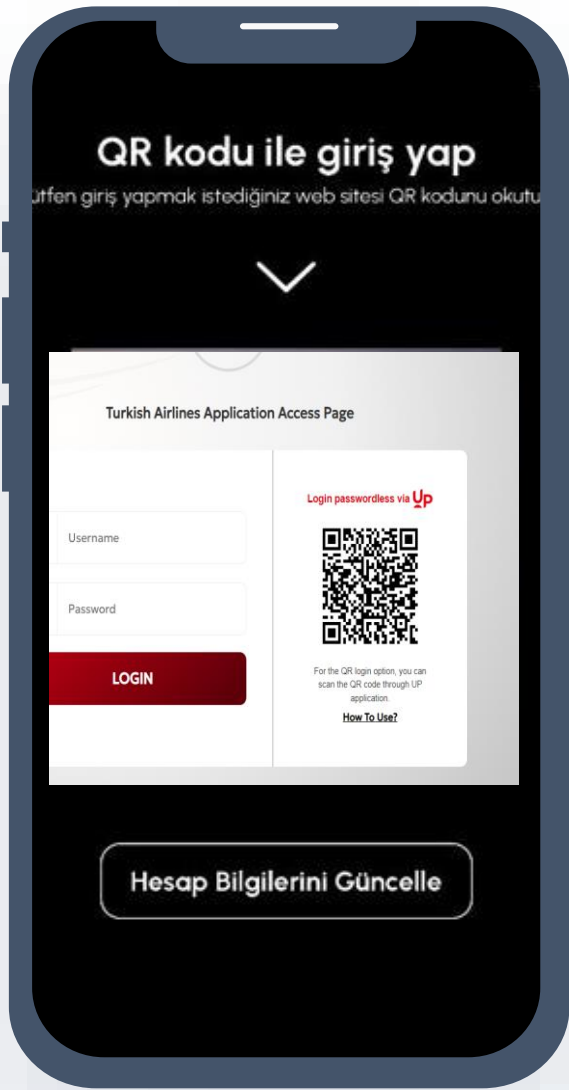 QR kodu ile giriş yap
ütfen giriş yapmak istediğiniz web sitesi QR kodunu okutu
Turkish Airlines Application Access Page
Login passwordless via Up
Username
Password
LOGIN
For the QR login option, you can
scan the QR code through UP
application.
How To Use?
Hesap Bilgilerini Güncelle